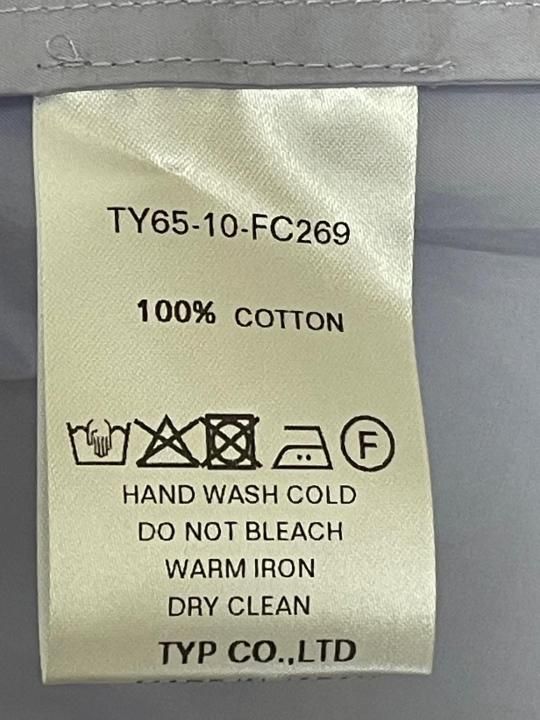 TY65-10-FC269
100% COTTON
F
HAND WASH COLD
DO NOT BLEACH
WARM IRON
DRY CLEAN
TYP CO.,LTD